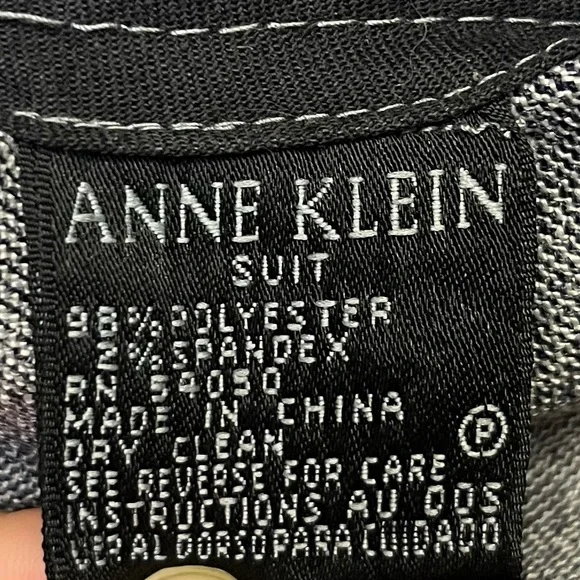 ANNE KLEIN
SUIT
98% POLYESTER
2% SPANDEX
RN 54050
MADE IN CHINA
DRY CLEAN
P
SEE REVERSE FOR CARE
INSTRUCTIONS AU DOS
VER AL DORSO PARA CUIDADO